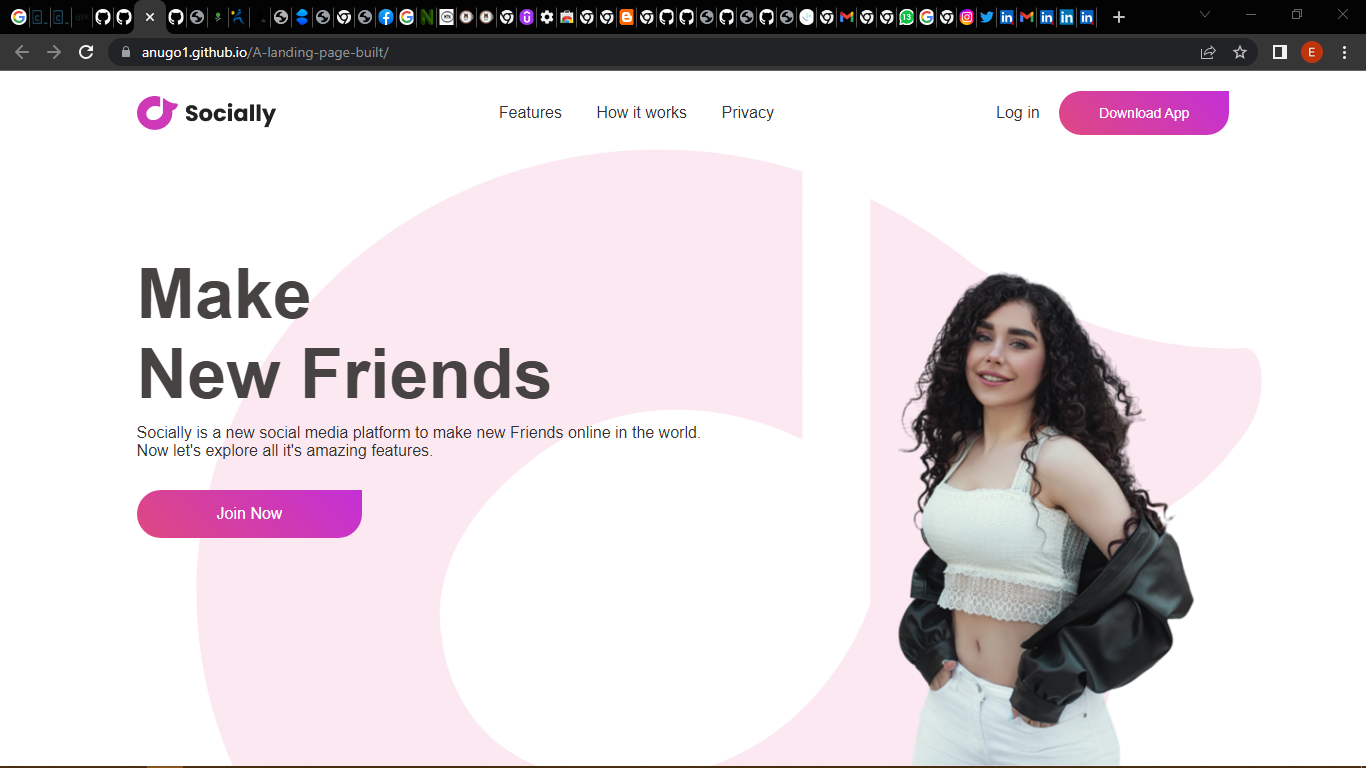 13
anugo1.github.io/A-landing-page-built/
E
Socially
Features
How it works
Privacy
Log in
Download App
Make
New Friends
Socially is a new social media platform to make new Friends online in the world.
Now let's explore all it's amazing features.
Join Now